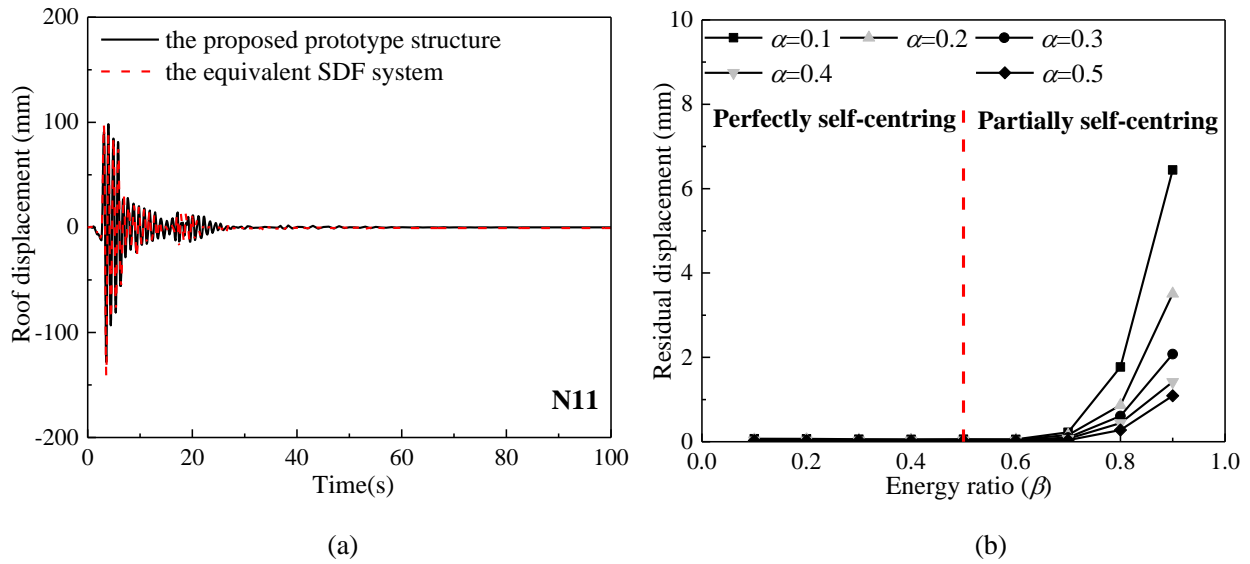 200
100
0
-100
-200
Roof displacement (mm)
the proposed prototype structure
the equivalent SDF system
N11
0 20 40 60 80 100
Time(s)
(a)
10
8
6
4
2
0
Residual displacement (mm)
α=0.1 α=0.2 α=0.3
α=0.4 α=0.5
Perfectly self-centring Partially self-centring
0.0 0.2 0.4 0.6 0.8 1.0
Energy ratio (β)
(b)